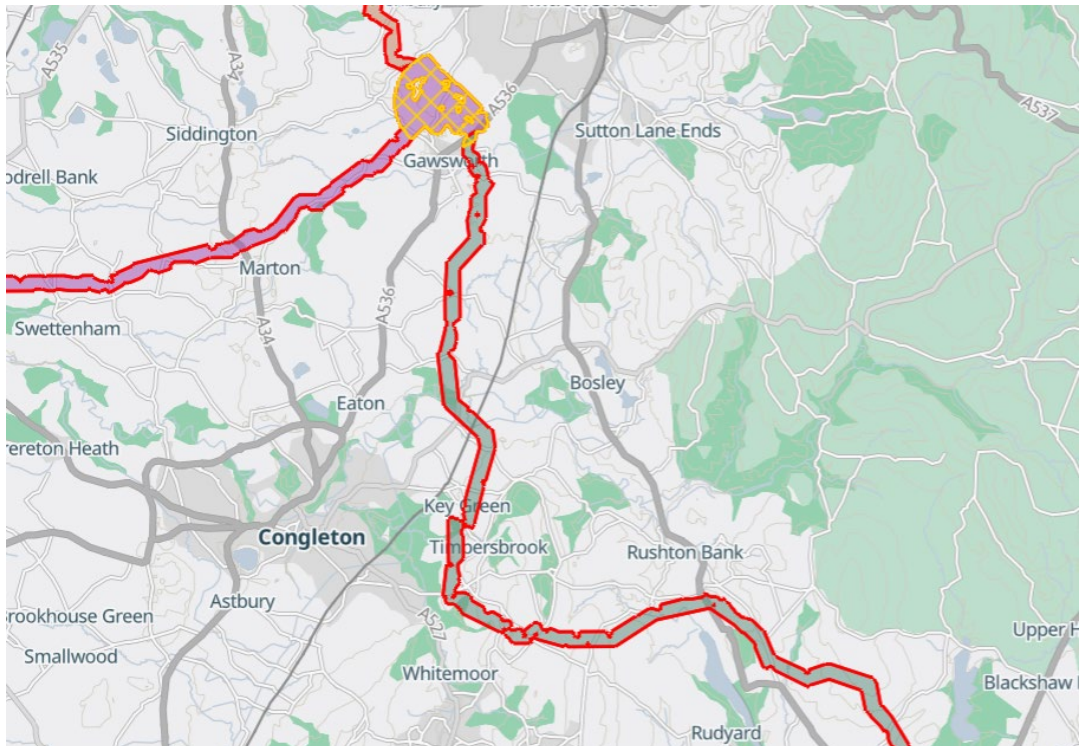 A535
A34
A536
A537
Siddington
Sutton Lane Ends
Gawsworth
odrell Bank
Marton
A536
Swettenham
A34
Bosley
Eaton
rereton Heath
Key Green
Congleton
Timbersbrook
Rushton Bank
Astbury
Brookhouse Green
A527
Upper H
Smallwood
Whitemoor
Blackshaw
Rudyard